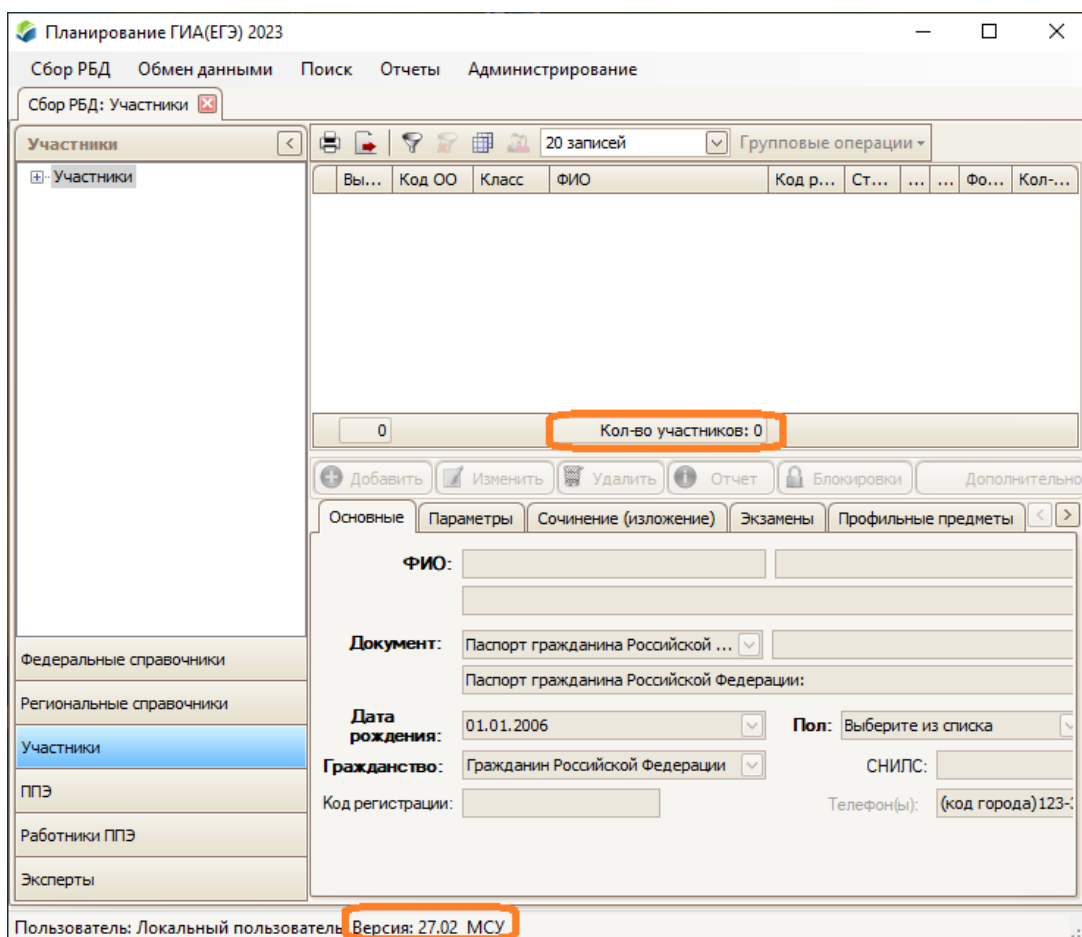 Планирование ГИА(ЕГЭ) 2023
Сбор РБД Обмен данными Поиск Отчеты Администрирование
Сбор РБД: Участники
Участники
20 записей Групповые операции
Участники
Вы... Код ОО Класс ФИО Код р... Ст... ... ... Фо... Кол-...
0 Кол-во участников: 0
Добавить Изменить Удалить Отчет Блокировки Дополнительно
Основные Параметры Сочинение (изложение) Экзамены Профильные предметы
ФИО:
Документ: Паспорт гражданина Российской ...
Паспорт гражданина Российской Федерации:
Дата рождения: 01.01.2006 Пол: Выберите из списка
Гражданство: Гражданин Российской Федерации СНИЛС:
Код регистрации: Телефон(ы): (код города)123-
Федеральные справочники
Региональные справочники
Участники
ППЭ
Работники ППЭ
Эксперты
Пользователь: Локальный пользователь Версия: 27.02 МСУ